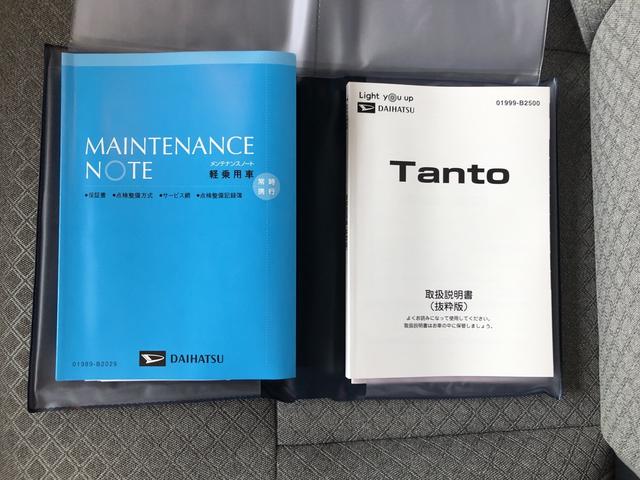 MAINTENANCE
NOTE
メンテナンスノート
軽乗用車
常時
携行
●保証書 ●点検整備方式 ●サービス網 ●点検記録簿
DAIHATSU
01989-B2029
Light you up
DAIHATSU
01999-B2500
Tanto
取扱説明書
（抜粋版）
よくお読みになって使用してください。
取扱説明書はお車の中に保管しましょう。